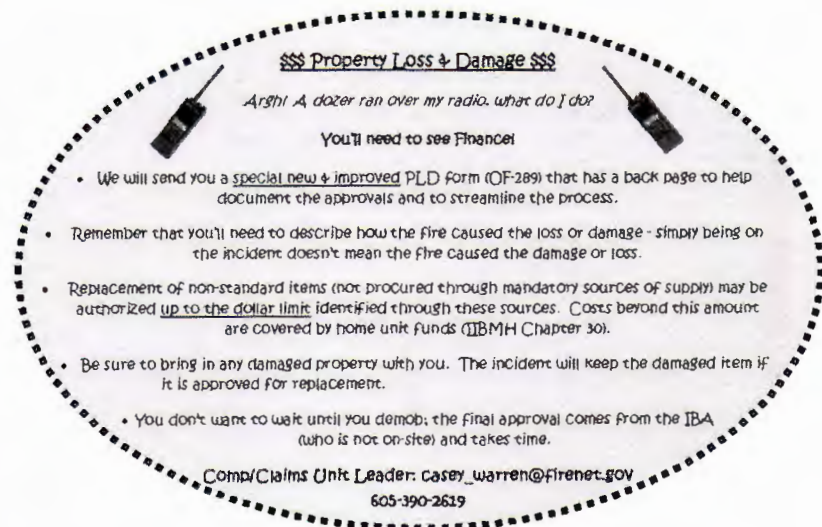 $$$ Property Loss & Damage $$$
Argh! A dozer ran over my radio. what do I do?
You'll need to see Finance!
• We will send you a special new & improved PLD form (OF-289) that has a back page to help
document the approvals and to streamline the process.
• Remember that you'll need to describe how the fire caused the loss or damage - simply being on
the incident doesn't mean the fire caused the damage or loss.
• Replacement of non-standard items (not procured through mandatory sources of supply) may be
authorized up to the dollar limit identified through these sources. Costs beyond this amount
are covered by home unit funds (IIBMH Chapter 30).
• Be sure to bring in any damaged property with you. The incident will keep the damaged item if
it is approved for replacement.
• You don't want to wait until you demob; the final approval comes from the IBA
(who is not on-site) and takes time.
Comp/Claims Unit Leader: casey_warren@firenet.gov
605-390-2619